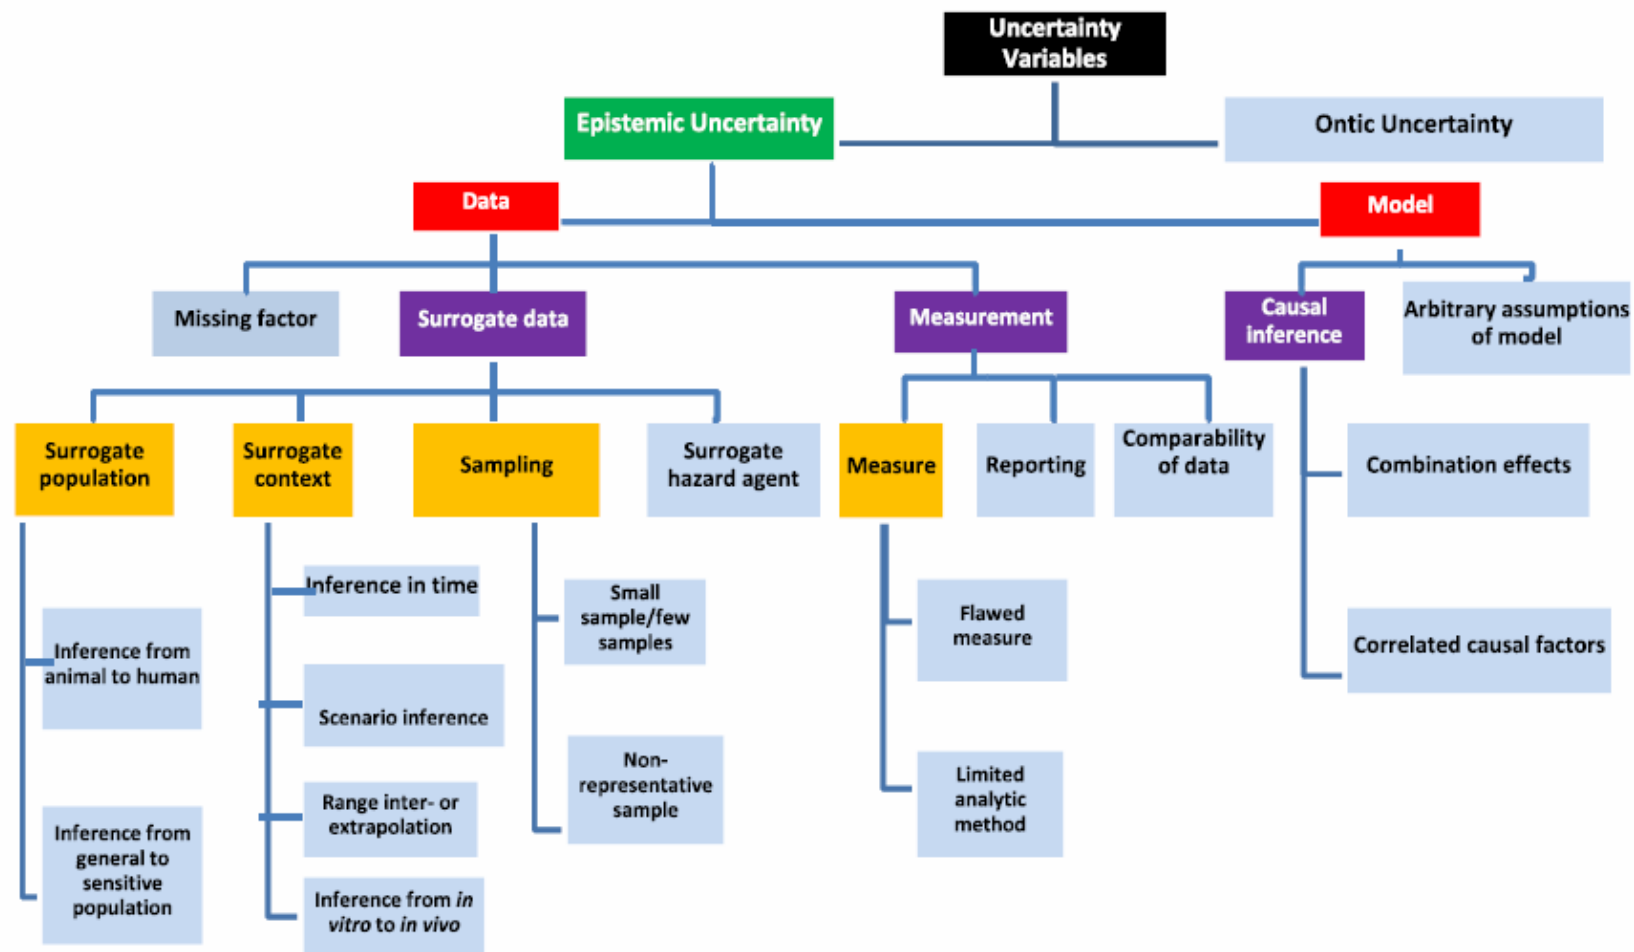 Uncertainty
Variables
Epistemic Uncertainty
Ontic Uncertainty
Data
Model
Missing factor
Surrogate data
Measurement
Causal
inference
Arbitrary assumptions
of model
Surrogate
population
Surrogate
context
Sampling
Surrogate
hazard agent
Measure
Reporting
Comparability
of data
Combination effects
Inference in time
Small
sample/few
samples
Flawed
measure
Inference from
animal to human
Correlated causal factors
Scenario inference
Non-
representative
sample
Limited
analytic
method
Range inter- or
extrapolation
Inference from
general to
sensitive
population
Inference from in
vitro to in vivo